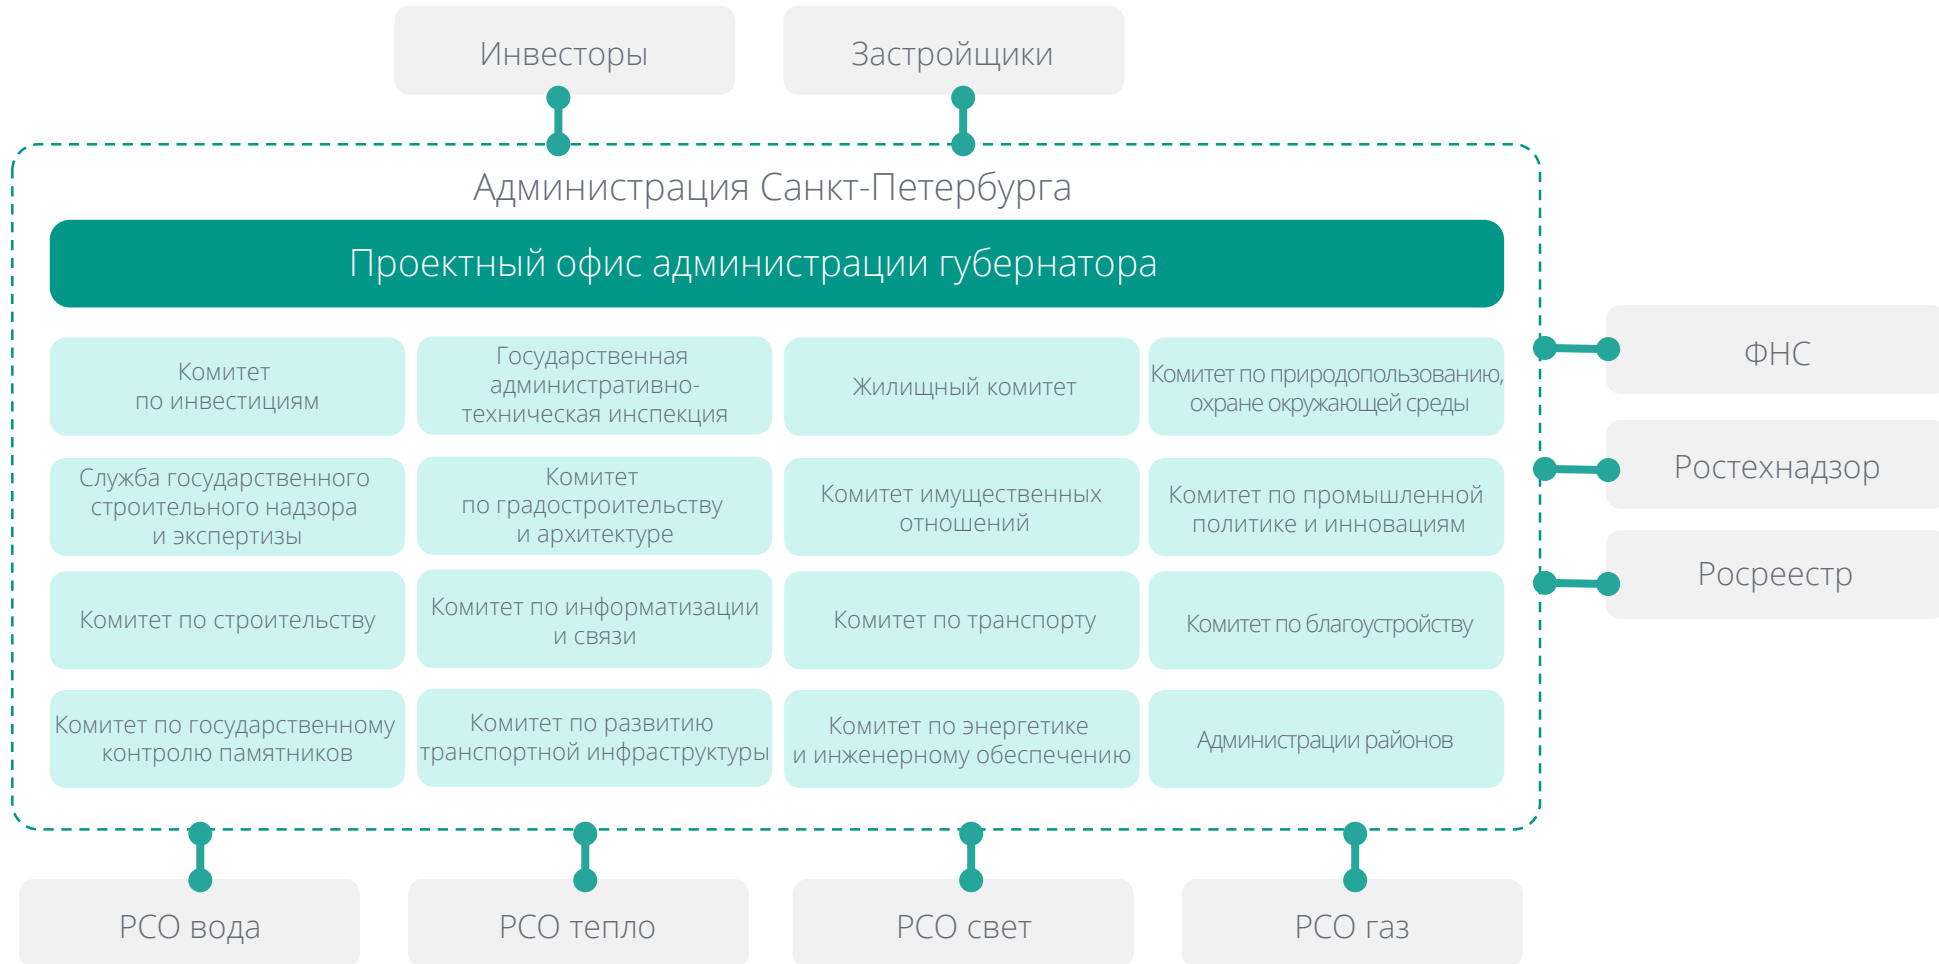 Инвесторы
Застройщики
Администрация Санкт-Петербурга
Проектный офис администрации губернатора
Комитет
по инвестициям
Государственная
административно-
техническая инспекция
Жилищный комитет
Комитет по природопользованию,
охране окружающей среды
Служба государственного
строительного надзора
и экспертизы
Комитет
по градостроительству
и архитектуре
Комитет имущественных
отношений
Комитет по промышленной
политике и инновациям
Комитет по строительству
Комитет по информатизации
и связи
Комитет по транспорту
Комитет по благоустройству
Комитет по государственному
контролю памятников
Комитет по развитию
транспортной инфраструктуры
Комитет по энергетике
и инженерному обеспечению
Администрации районов
ФНС
Ростехнадзор
Росреестр
РСО вода
РСО тепло
РСО свет
РСО газ